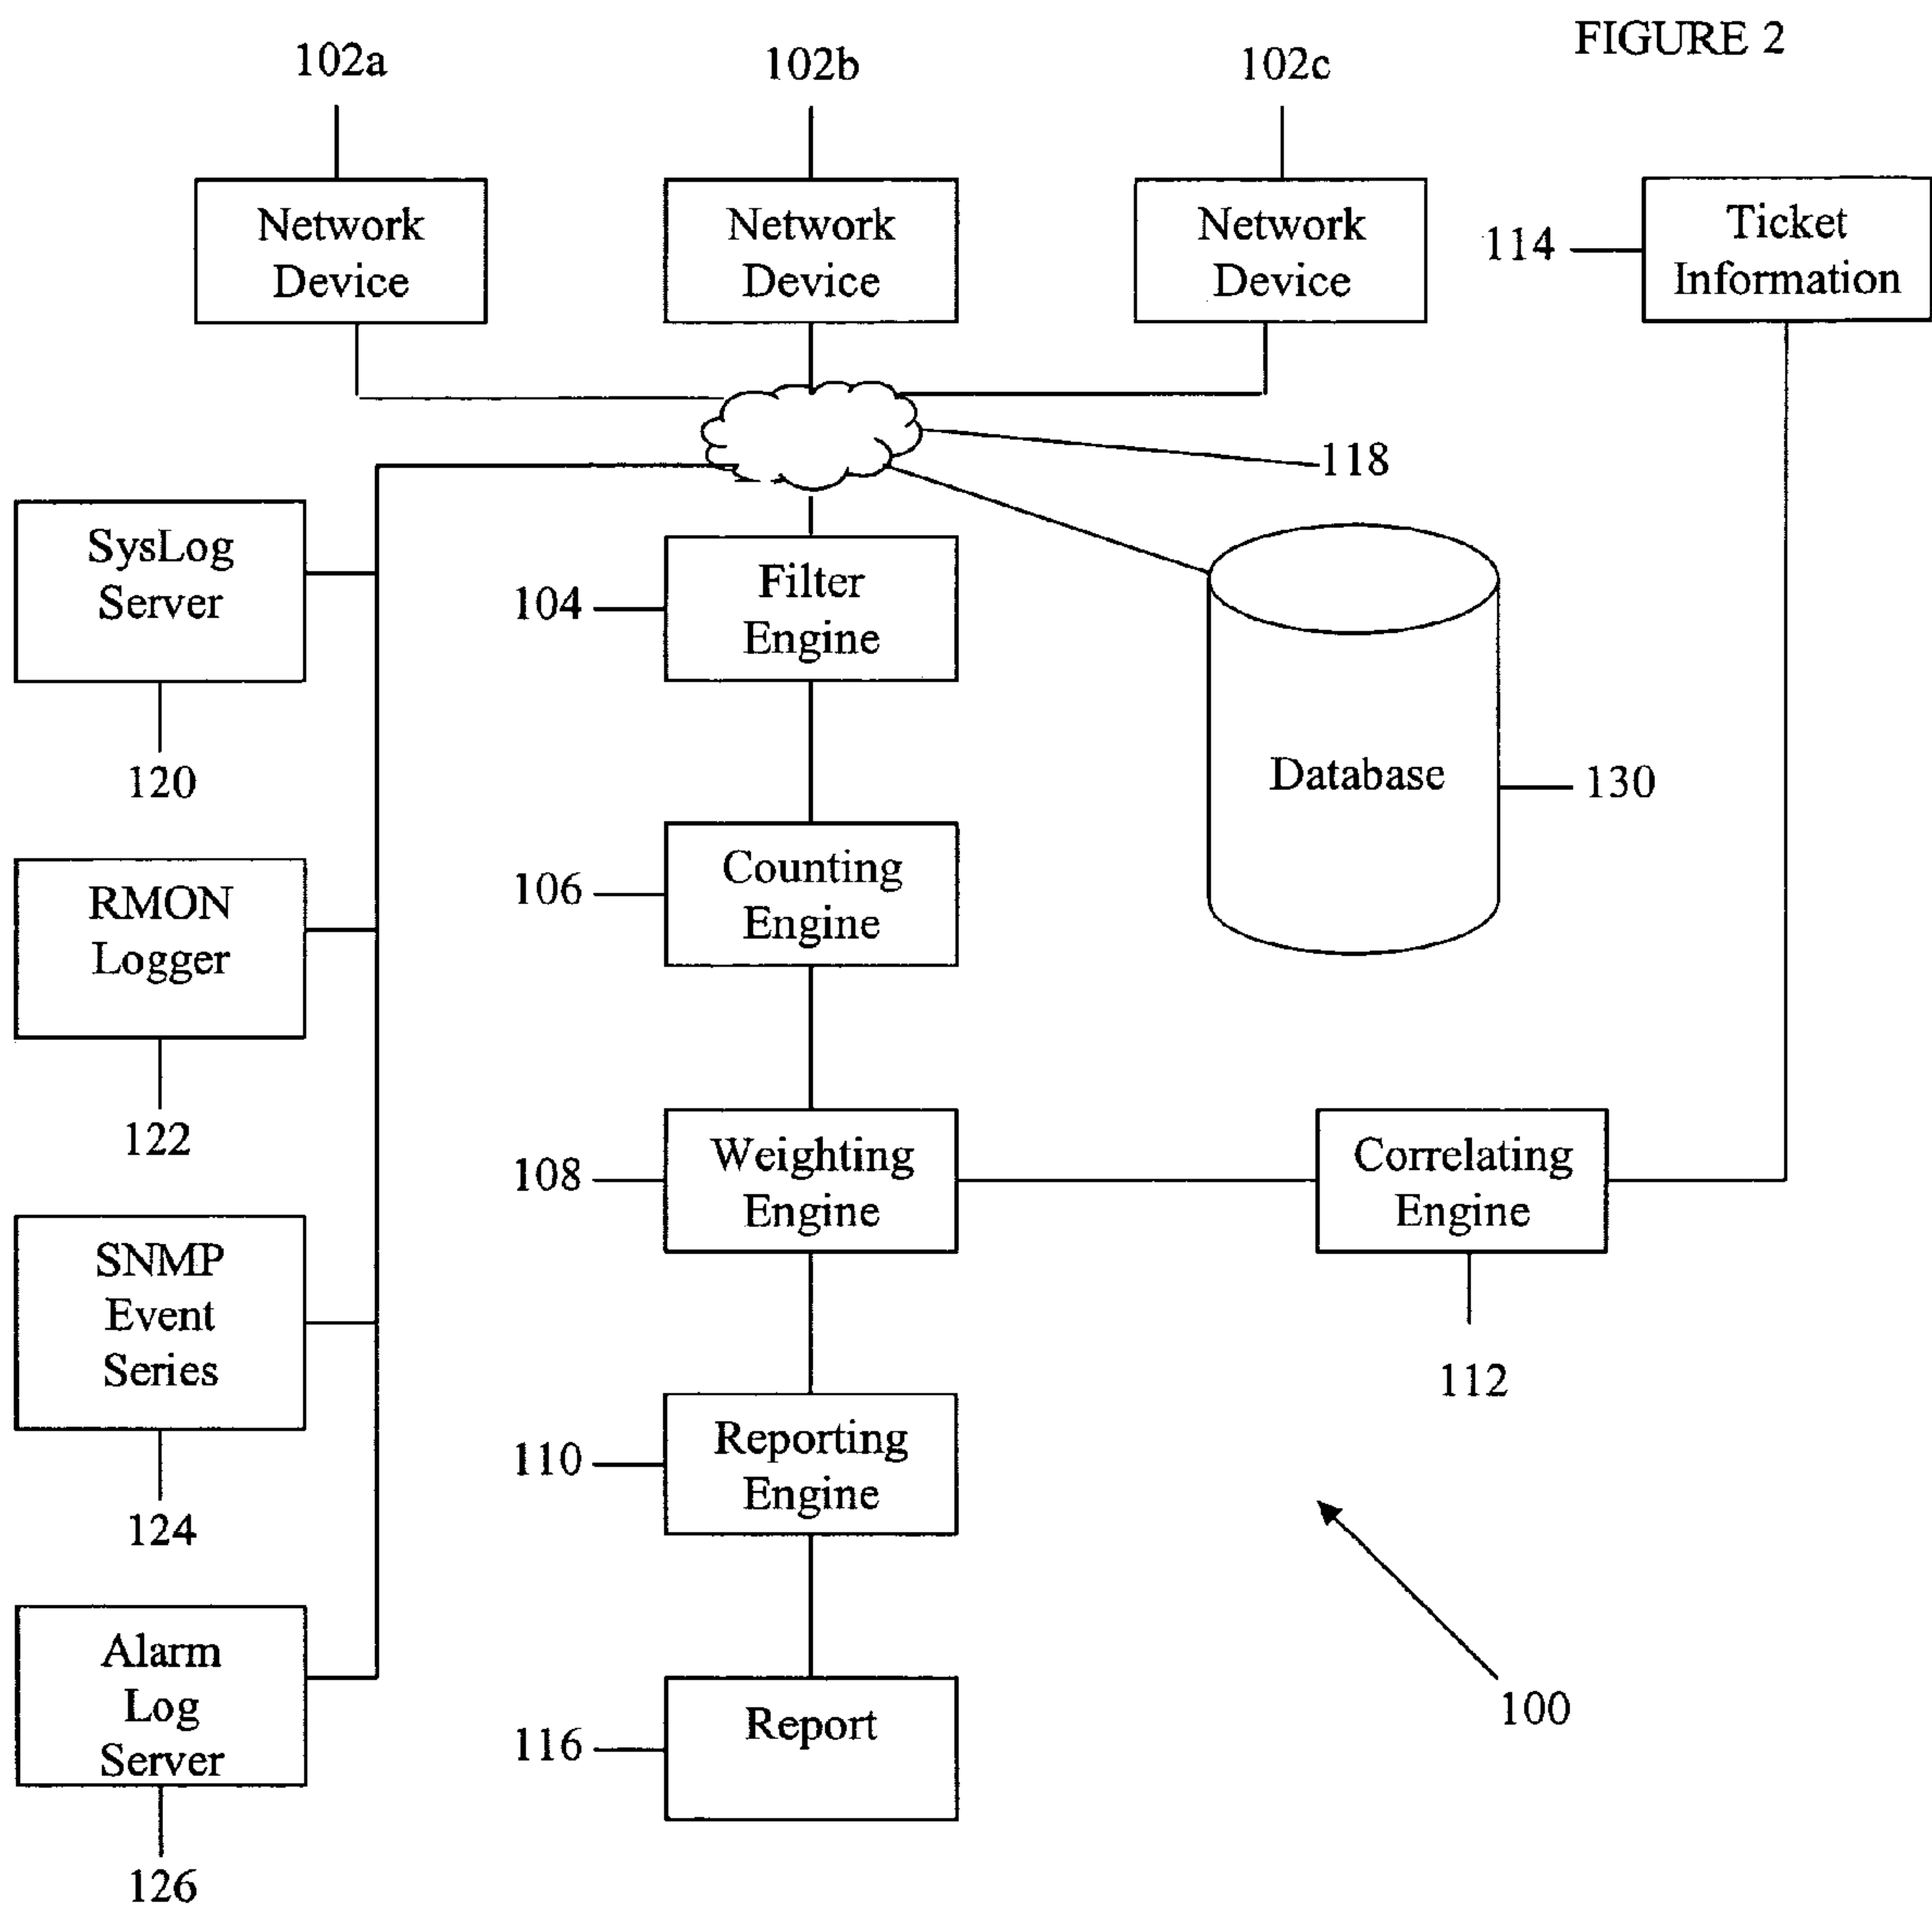 FIGURE 2
102a
102b
102c
Network
Device
Network
Device
Network
Device
114
Ticket
Information
118
SysLog
Server
120
104
Filter
Engine
Database
130
106
Counting
Engine
RMON
Logger
122
108
Weighting
Engine
Correlating
Engine
112
SNMP
Event
Series
124
110
Reporting
Engine
100
Alarm
Log
Server
126
116
Report